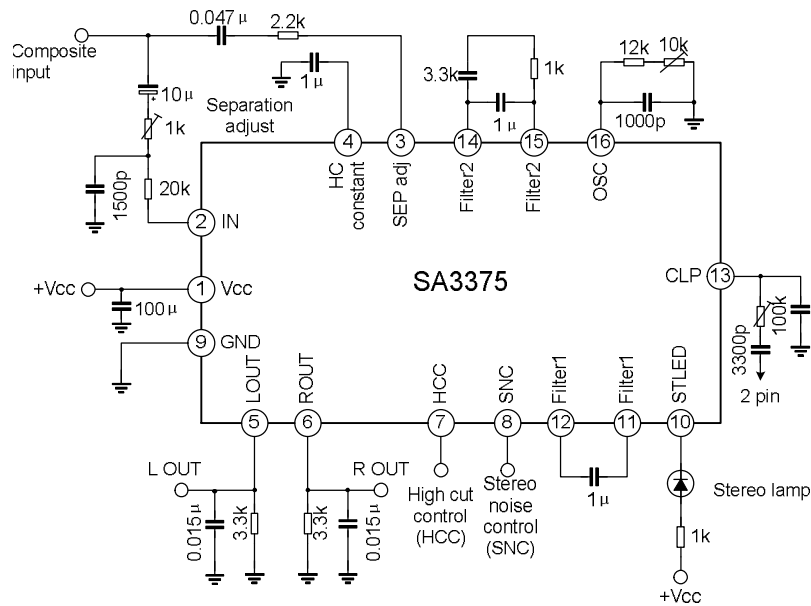 0.047 μ
2.2k
Composite
input
10 μ
1k
1500p
20k
1 μ
Separation
adjust
3.3k
1k
1 μ
12k
10k
1000p
4
3
14
15
16
HC
constant
SEP adj
Filter2
Filter2
OSC
2
IN
+Vcc
1
Vcc
100 μ
9
GND
SA3375
CLP
13
3300p
100k
2 pin
LOUT
ROUT
HCC
SNC
Filter1
Filter1
STLED
5
6
7
8
12
11
10
L OUT
R OUT
0.015 μ
3.3k
3.3k
0.015 μ
High cut
control
(HCC)
Stereo
noise
control
(SNC)
1 μ
Stereo lamp
1k
+Vcc